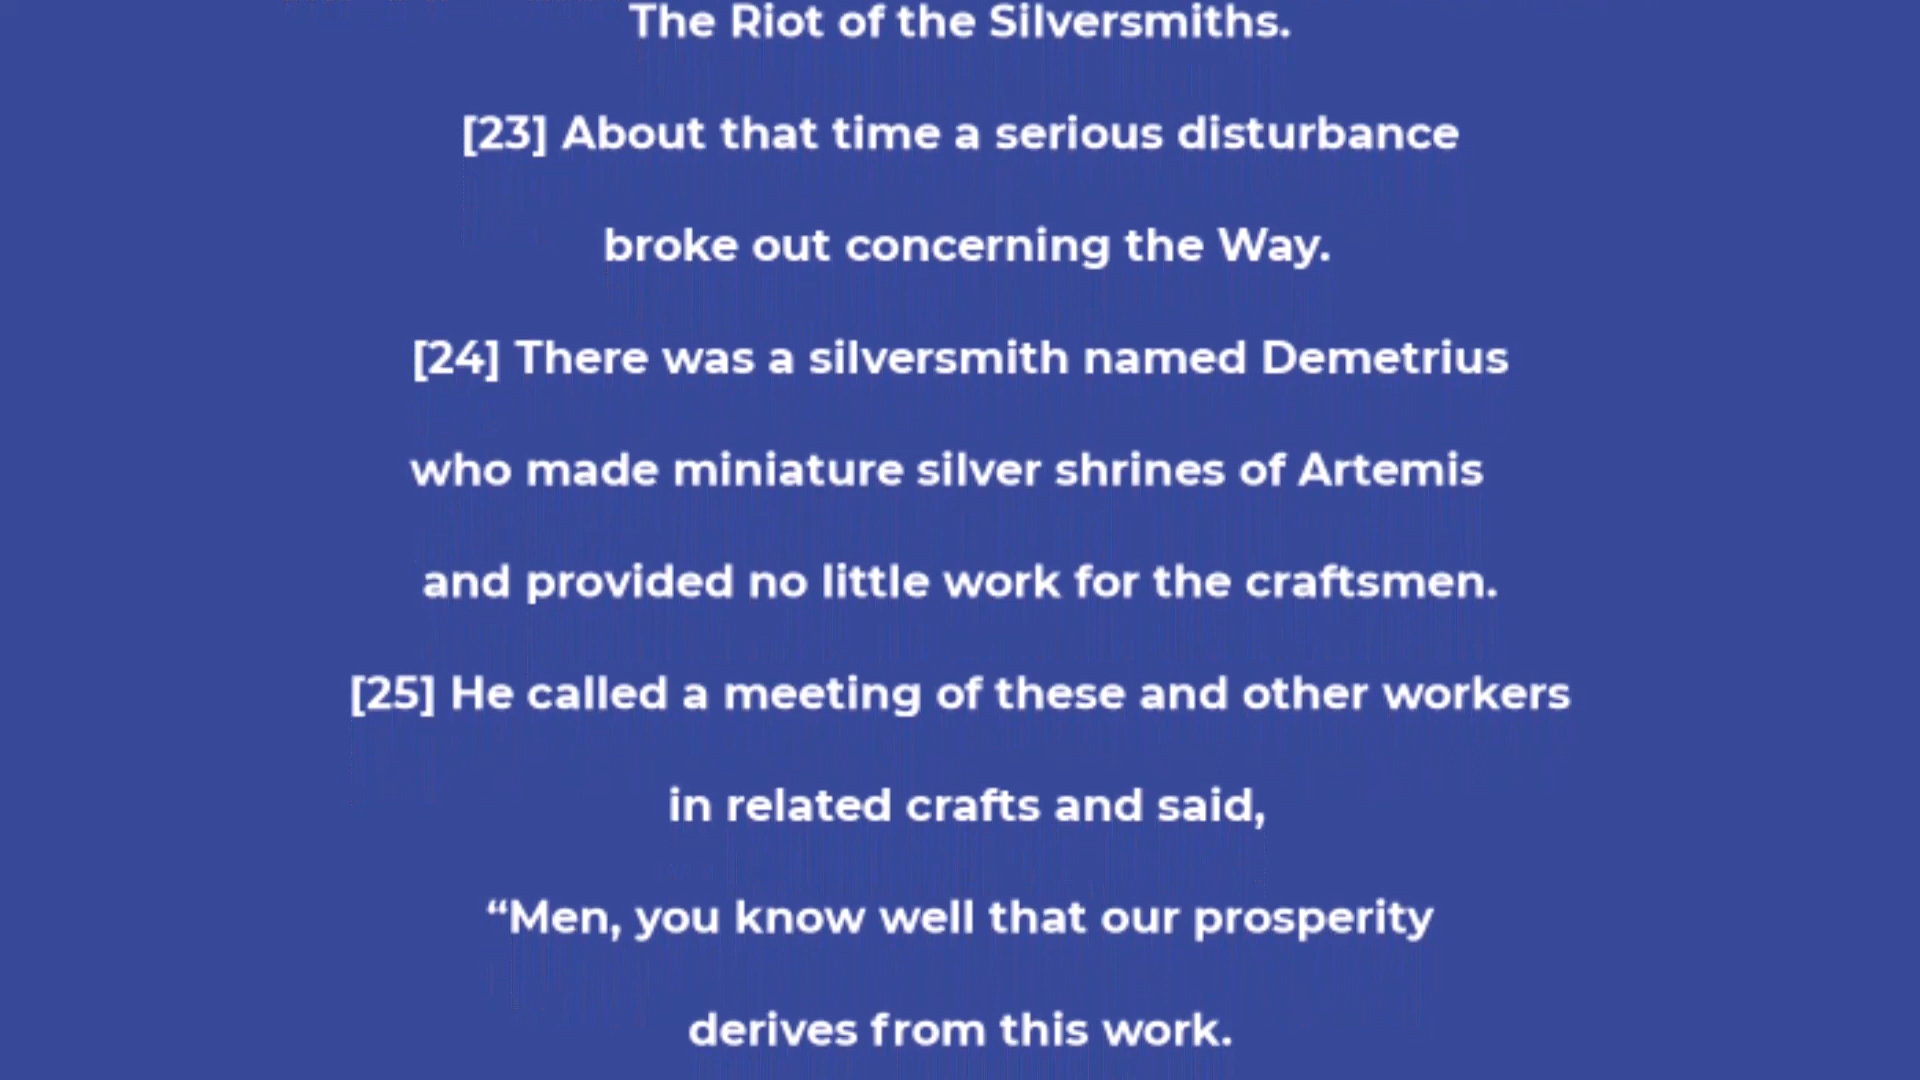 The Riot of the Silversmiths.
[23] About that time a serious disturbance
broke out concerning the Way.
[24] There was a silversmith named Demetrius
who made miniature silver shrines of Artemis
and provided no little work for the craftsmen.
[25] He called a meeting of these and other workers
in related crafts and said,
“Men, you know well that our prosperity
derives from this work.